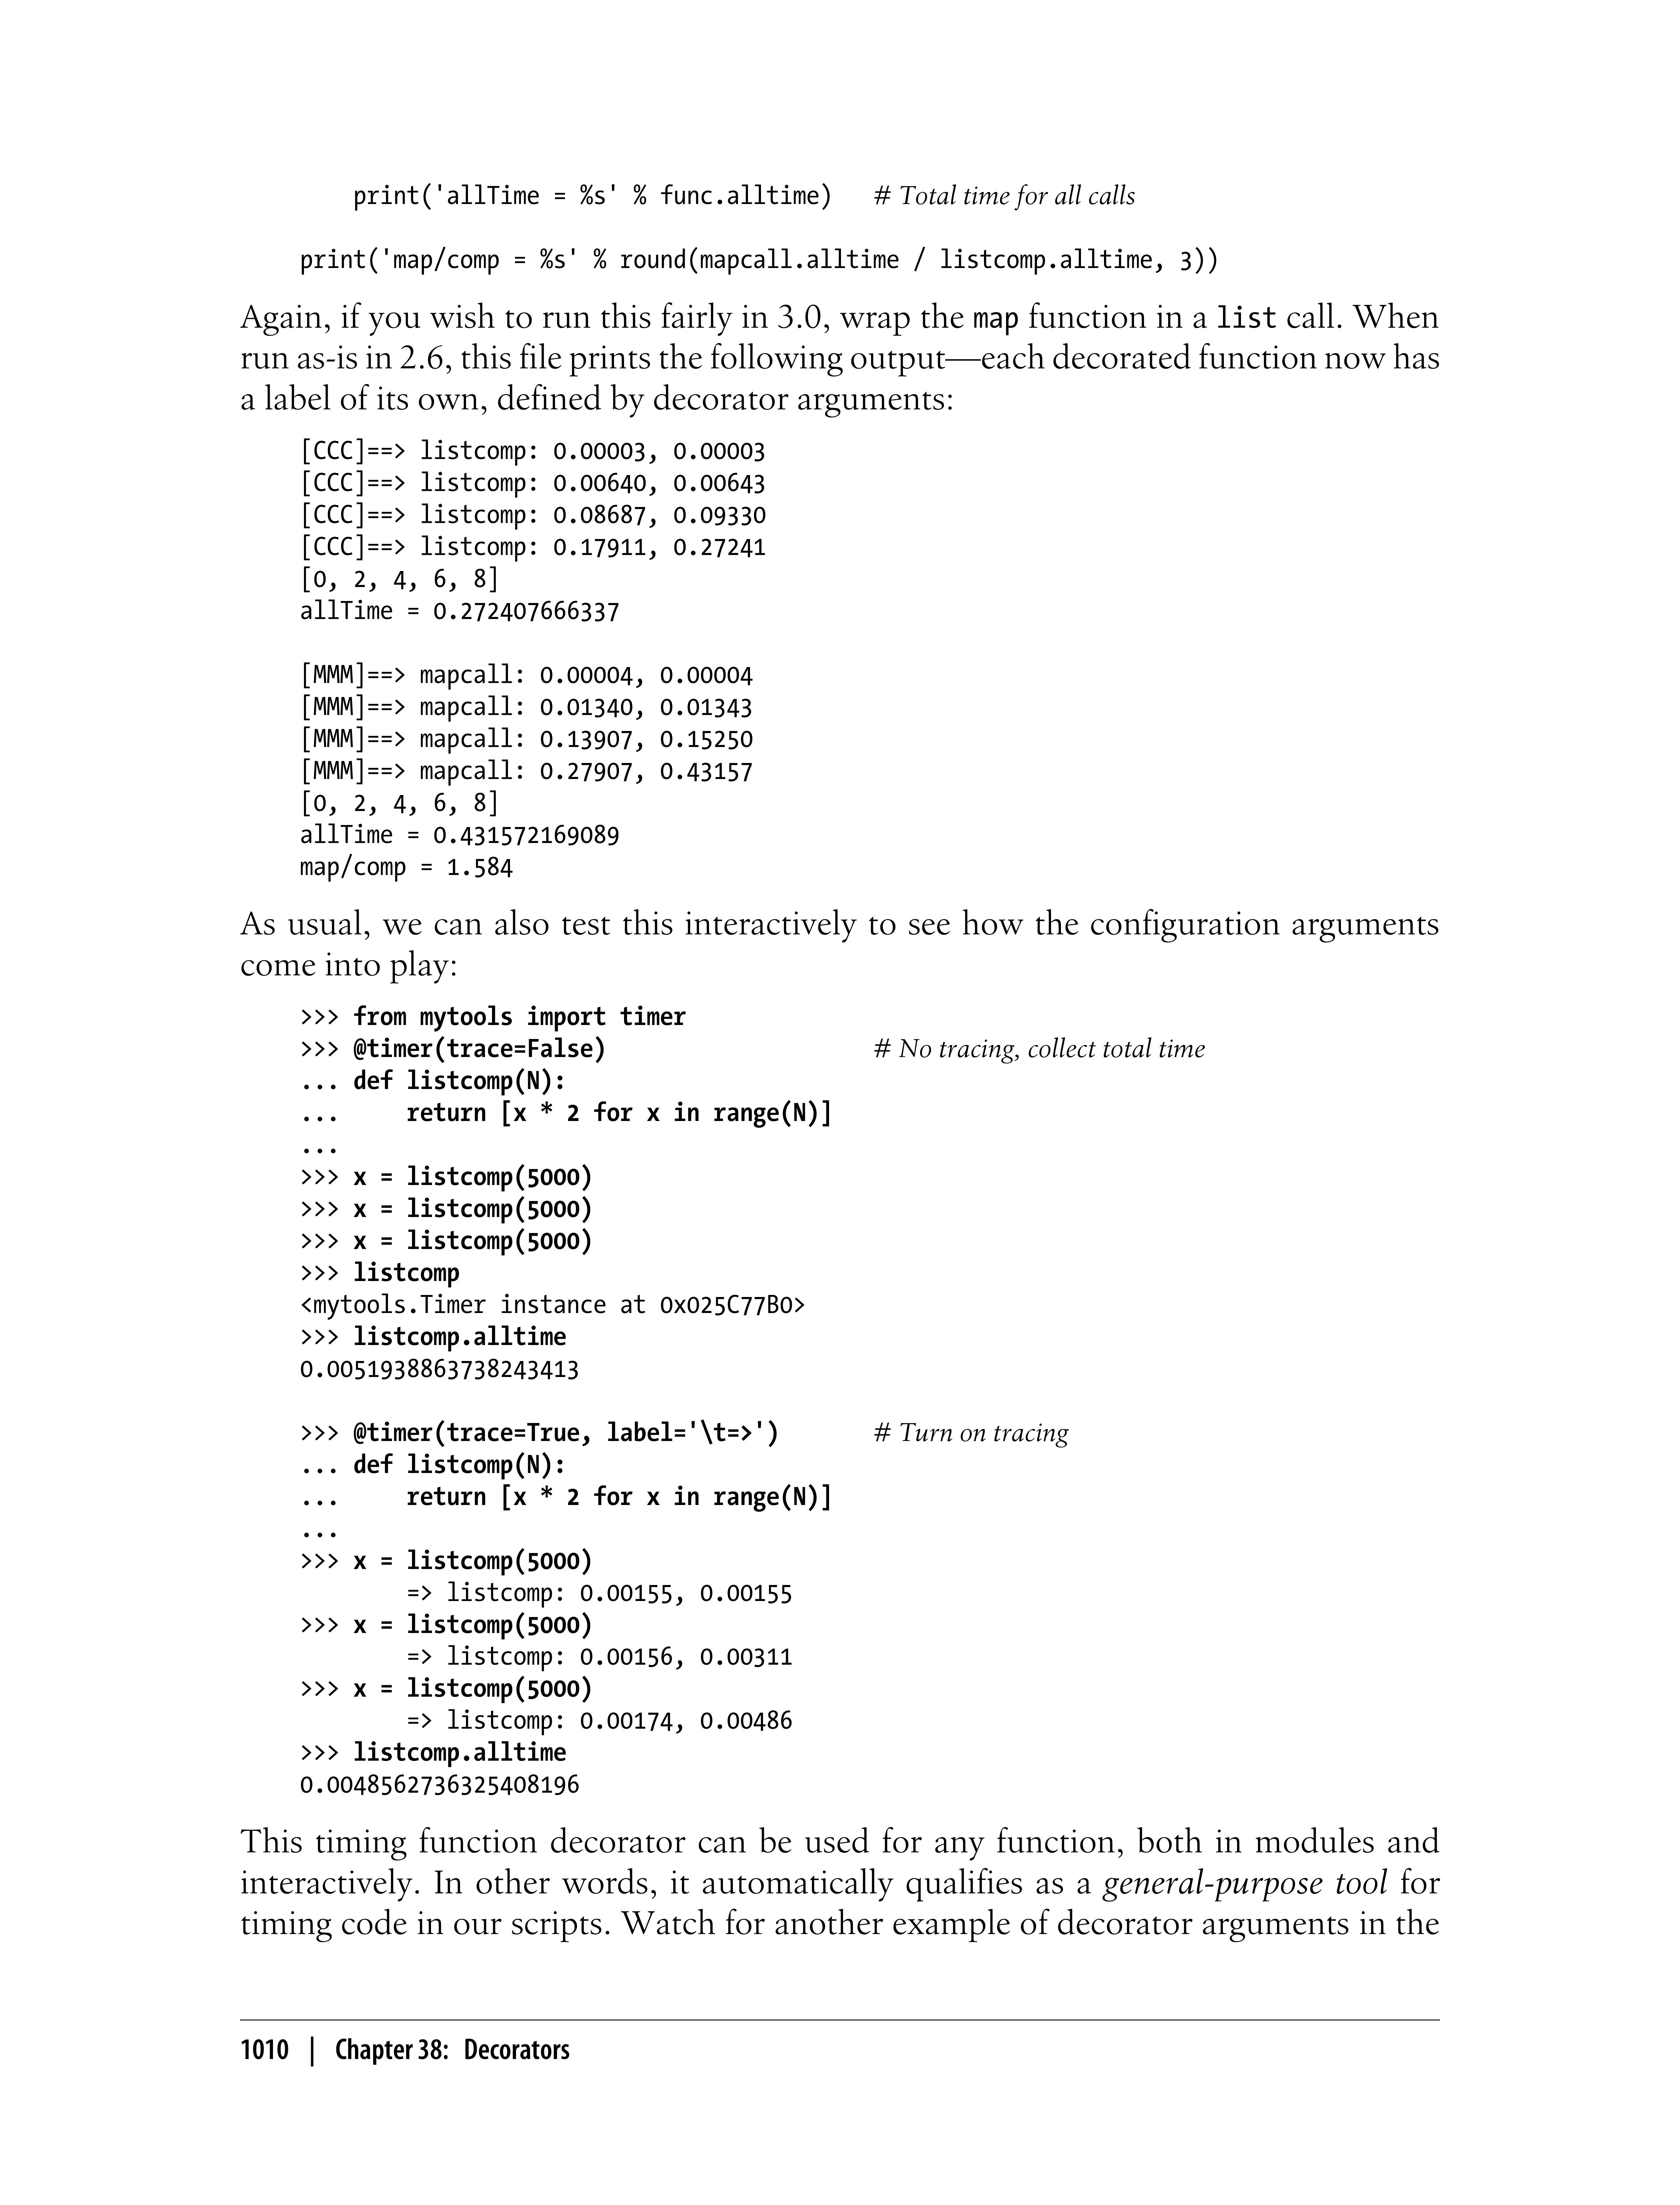 print('allTime = %s' % func.alltime)   # Total time for all calls
print('map/comp = %s' % round(mapcall.alltime / listcomp.alltime, 3))
Again, if you wish to run this fairly in 3.0, wrap the map function in a list call. When
run as-is in 2.6, this file prints the following output—each decorated function now has
a label of its own, defined by decorator arguments:
[CCC]==> listcomp: 0.00003, 0.00003
[CCC]==> listcomp: 0.00640, 0.00643
[CCC]==> listcomp: 0.08687, 0.09330
[CCC]==> listcomp: 0.17911, 0.27241
[0, 2, 4, 6, 8]
allTime = 0.272407666337
[MMM]==> mapcall: 0.00004, 0.00004
[MMM]==> mapcall: 0.01340, 0.01343
[MMM]==> mapcall: 0.13907, 0.15250
[MMM]==> mapcall: 0.27907, 0.43157
[0, 2, 4, 6, 8]
allTime = 0.431572169089
map/comp = 1.584
As usual, we can also test this interactively to see how the configuration arguments
come into play:
>>> from mytools import timer
>>> @timer(trace=False)                    # No tracing, collect total time
... def listcomp(N):
...     return [x * 2 for x in range(N)]
...
>>> x = listcomp(5000)
>>> x = listcomp(5000)
>>> x = listcomp(5000)
>>> listcomp
<mytools.Timer instance at 0x025C77B0>
>>> listcomp.alltime
0.0051938863738243413
>>> @timer(trace=True, label='\t=>')       # Turn on tracing
... def listcomp(N):
...     return [x * 2 for x in range(N)]
...
>>> x = listcomp(5000)
        => listcomp: 0.00155, 0.00155
>>> x = listcomp(5000)
        => listcomp: 0.00156, 0.00311
>>> x = listcomp(5000)
        => listcomp: 0.00174, 0.00486
>>> listcomp.alltime
0.0048562736325408196
This timing function decorator can be used for any function, both in modules and
interactively. In other words, it automatically qualifies as a general-purpose tool for
timing code in our scripts. Watch for another example of decorator arguments in the
1010 | Chapter 38: Decorators